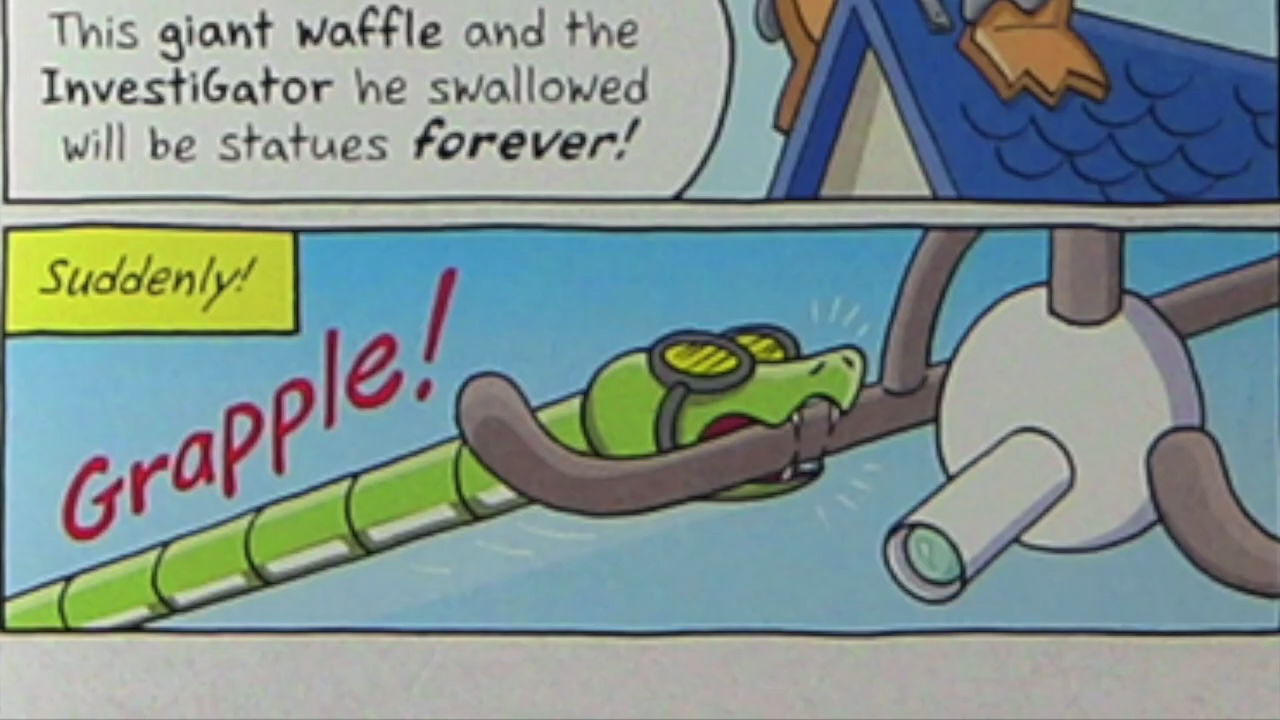 This giant waffle and the
InvestiGator he swallowed
will be statues forever!
Suddenly!
Grapple!